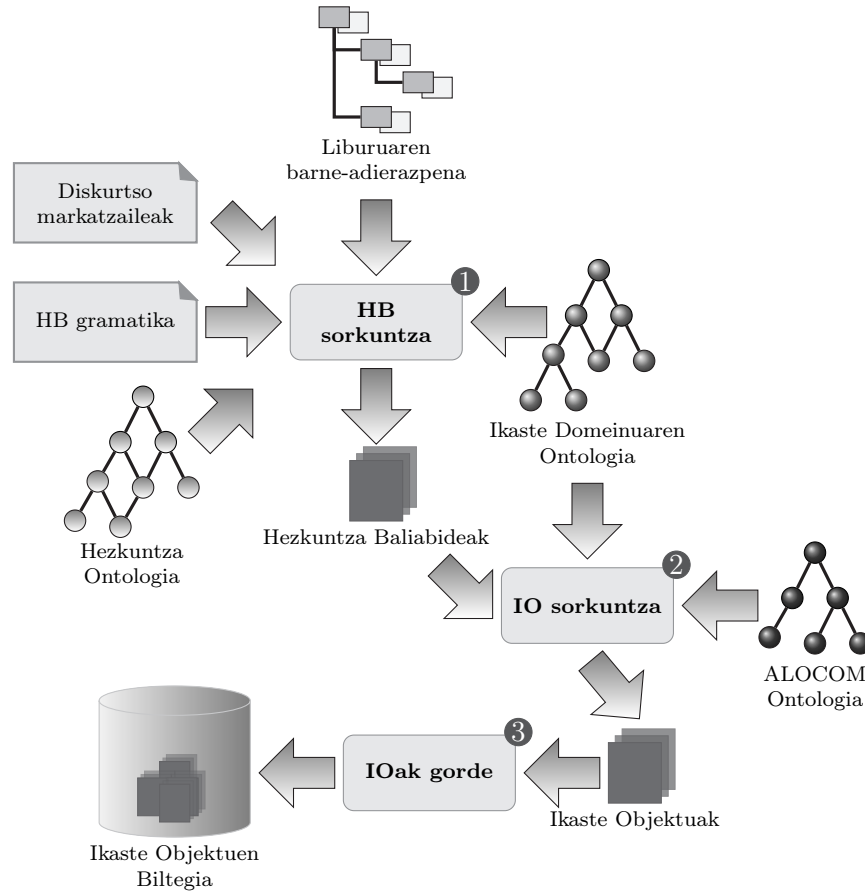 Liburuaren
barne-adierazpena
Diskurtso
markatzaileak
1
HB
sorkuntza
HB gramatika
Ikaste Domeinuaren
Ontologia
Hezkuntza Baliabideak
Hezkuntza
Ontologia
2
IO sorkuntza
ALOCOM
Ontologia
3
IOak gorde
Ikaste Objektuak
Ikaste Objektuen
Biltegia